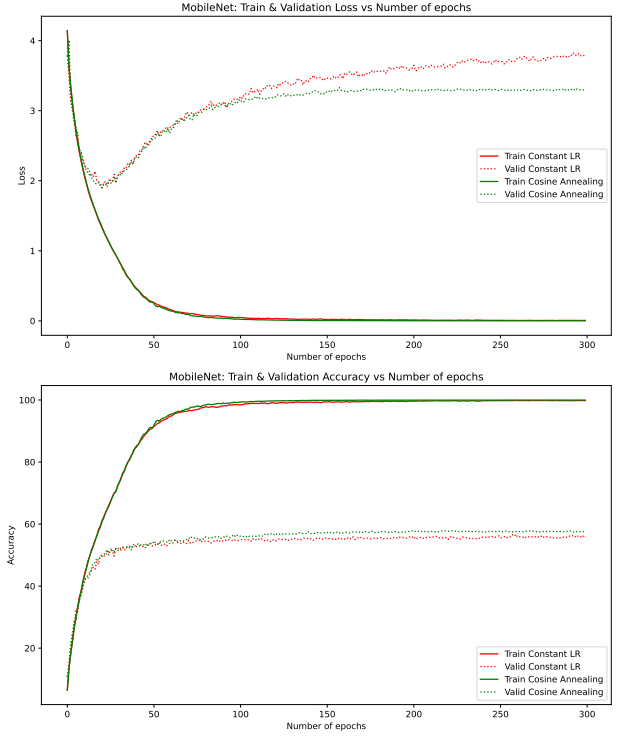 MobileNet: Train & Validation Loss vs Number of epochs
4
3
2
1
0
Loss
Train Constant LR
Valid Constant LR
Train Cosine Annealing
Valid Cosine Annealing
0 50 100 150 200 250 300
Number of epochs
MobileNet: Train & Validation Accuracy vs Number of epochs
100
80
60
40
20
Accuracy
Train Constant LR
Valid Constant LR
Train Cosine Annealing
Valid Cosine Annealing
0 50 100 150 200 250 300
Number of epochs